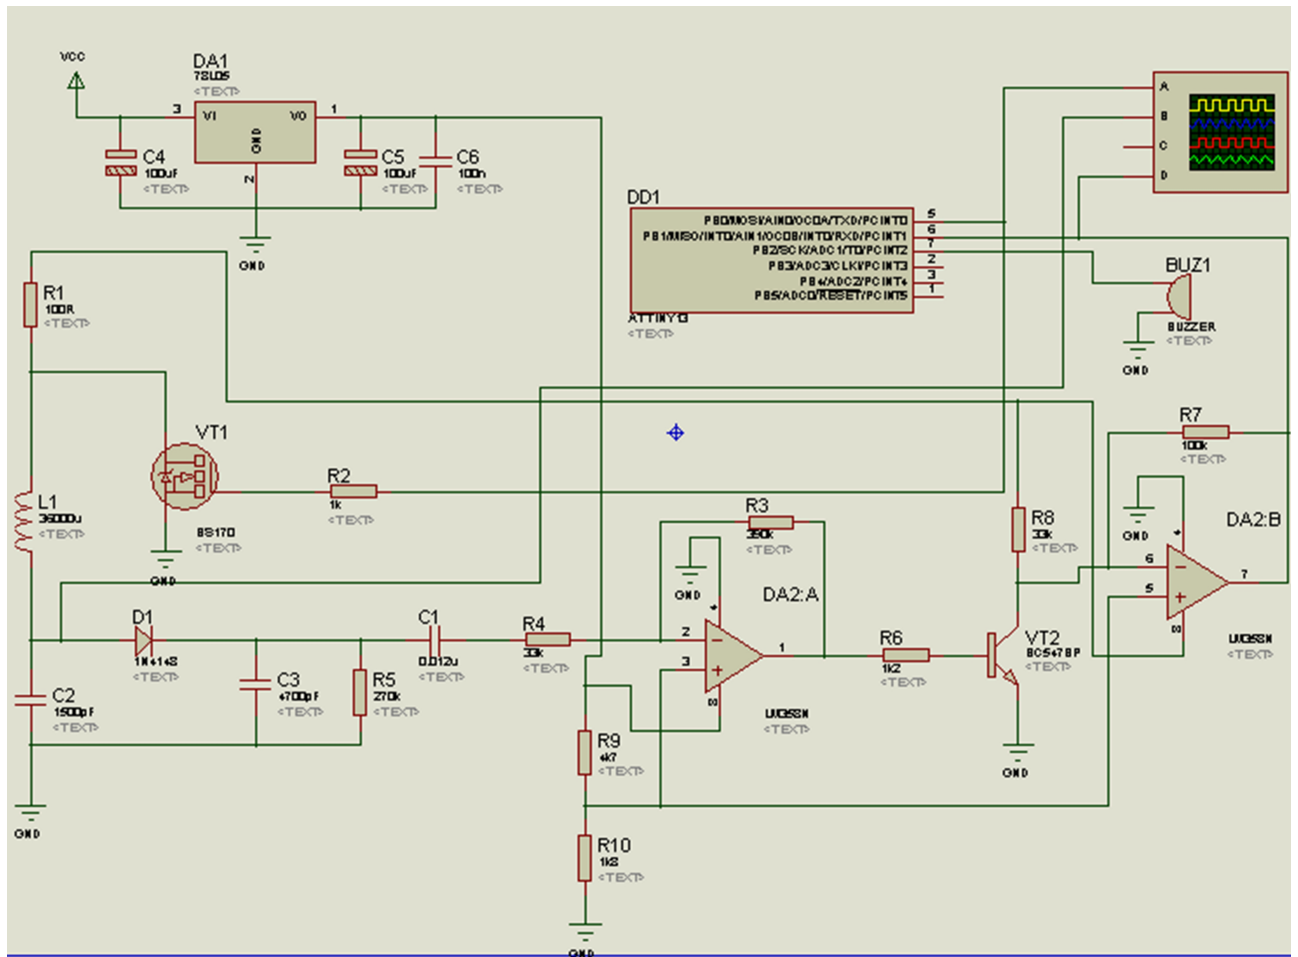 VCC
DA1
78L05
<TEXT>
3
VI
VO
1
GND
2
C4
100uF
<TEXT>
C5
100uF
<TEXT>
C6
100n
<TEXT>
GND
A
B
C
D
DD1
PB0/MOSI/AIN0/OC0A/TXD/PCINT0
5
PB1/MISO/INT0/AIN1/OC0B/INT0/RXD/PCINT1
6
PB2/SCK/ADC1/T0/PCINT2
7
PB3/ADC3/CLKI/PCINT3
2
PB4/ADC2/PCINT4
3
PB5/ADC0/RESET/PCINT5
1
ATTINY13
<TEXT>
BUZ1
BUZZER
<TEXT>
GND
R1
100R
<TEXT>
VT1
BS170
<TEXT>
GND
R2
1k
<TEXT>
L1
36000u
<TEXT>
R7
100k
<TEXT>
R3
390k
<TEXT>
R8
33k
<TEXT>
GND
DA2:B
6
5
7
4
8
LM358N
<TEXT>
GND
DA2:A
2
3
1
4
8
LM358N
<TEXT>
D1
1N4148
<TEXT>
C1
0.012u
<TEXT>
R4
33k
<TEXT>
R6
1k2
<TEXT>
VT2
BC547BP
<TEXT>
GND
C2
1500pF
<TEXT>
C3
4700pF
<TEXT>
R5
270k
<TEXT>
GND
R9
4k7
<TEXT>
R10
1k8
<TEXT>
GND